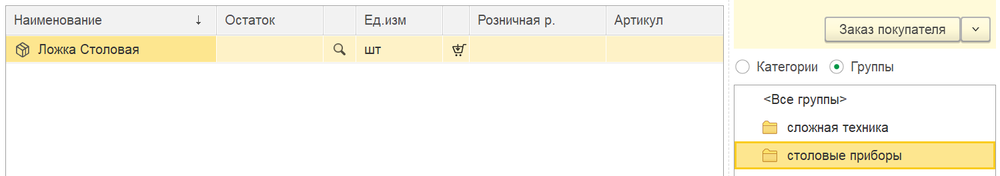 Наименование ↓ Остаток Ед.изм Розничная р. Артикул
Ложка Столовая шт
Заказ покупателя
Категории Группы
<Все группы>
сложная техника
столовые приборы